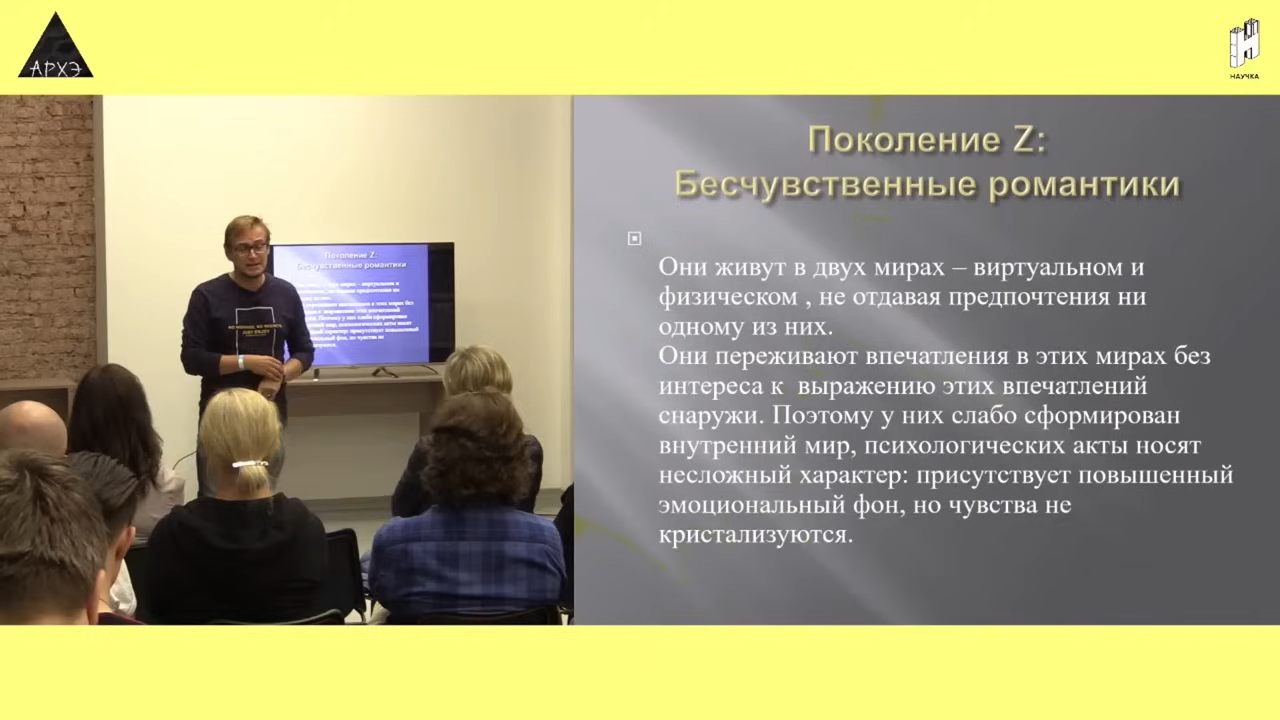 АРХЭ
НАУЧКА
Поколение Z:
Бесчувственные романтики
Они живут в двух мирах – виртуальном и
физическом , не отдавая предпочтения ни
одному из них.
Они переживают впечатления в этих мирах без
интереса к выражению этих впечатлений
снаружи. Поэтому у них слабо сформирован
внутренний мир, психологических акты носят
несложный характер: присутствует повышенный
эмоциональный фон, но чувства не
кристализуются.
Поколение Z:
Бесчувственные романтики